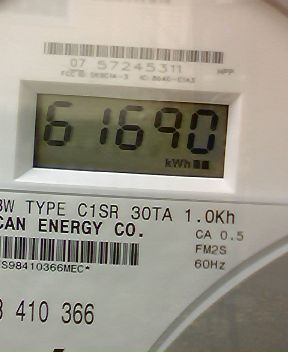 07 57245311
61690
kWh
3W TYPE C1SR 30TA 1.0Kh
CAN ENERGY CO.
CA 0.5
FM2S
60Hz
S98410366MEC*
410 366